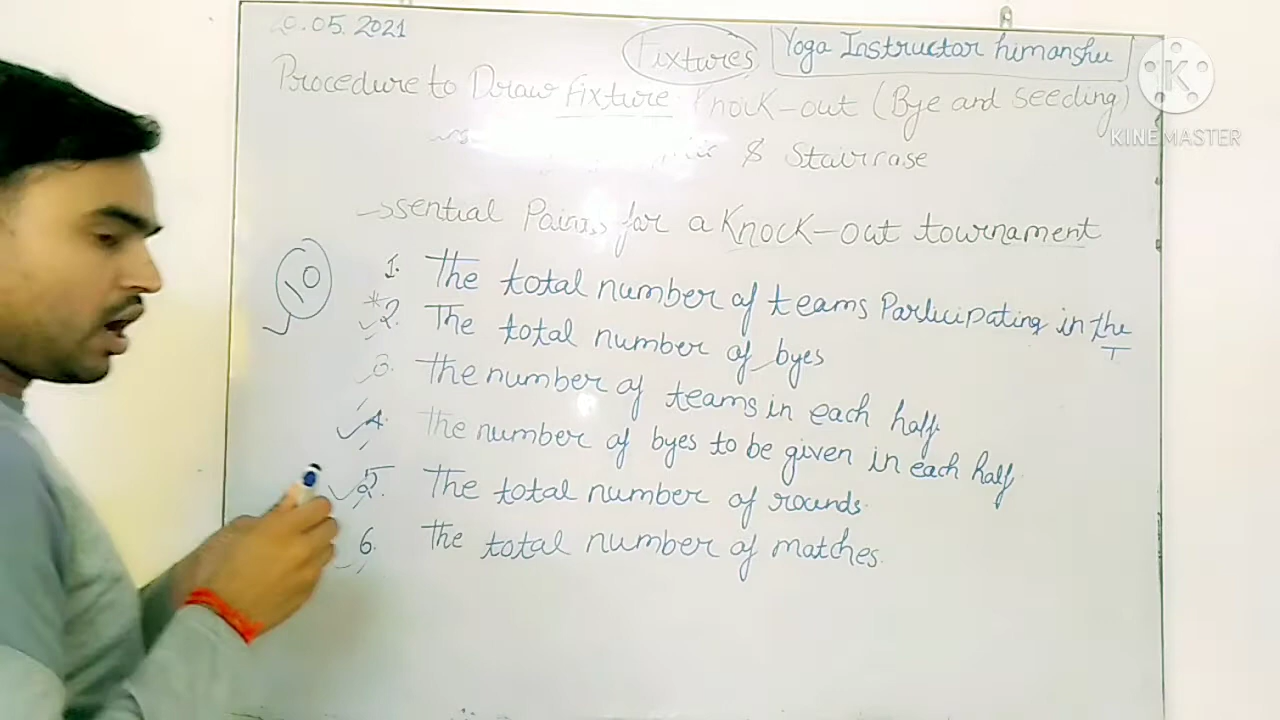 .05.2021
Fixtures
Yoga Instructor himanshu
Procedure to Draw Fixture Knock-out (Bye and Seeding)
& Staircase
sential for a Knock-out tournament
10
1. The total number of teams Participating in the T
*2. The total number of byes
3. The number of teams in each half.
4. The number of byes to be given in each half.
5. The total number of rounds.
6. The total number of matches.
K
KINEMASTER